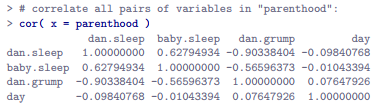 > # correlate all pairs of variables in "parenthood":
> cor( x = parenthood )
dan.sleep baby.sleep dan.grump day
dan.sleep 1.00000000 0.62794934 -0.90338404 -0.09840768
baby.sleep 0.62794934 1.00000000 -0.56596373 -0.01043394
dan.grump -0.90338404 -0.56596373 1.00000000 0.07647926
day -0.09840768 -0.01043394 0.07647926 1.00000000